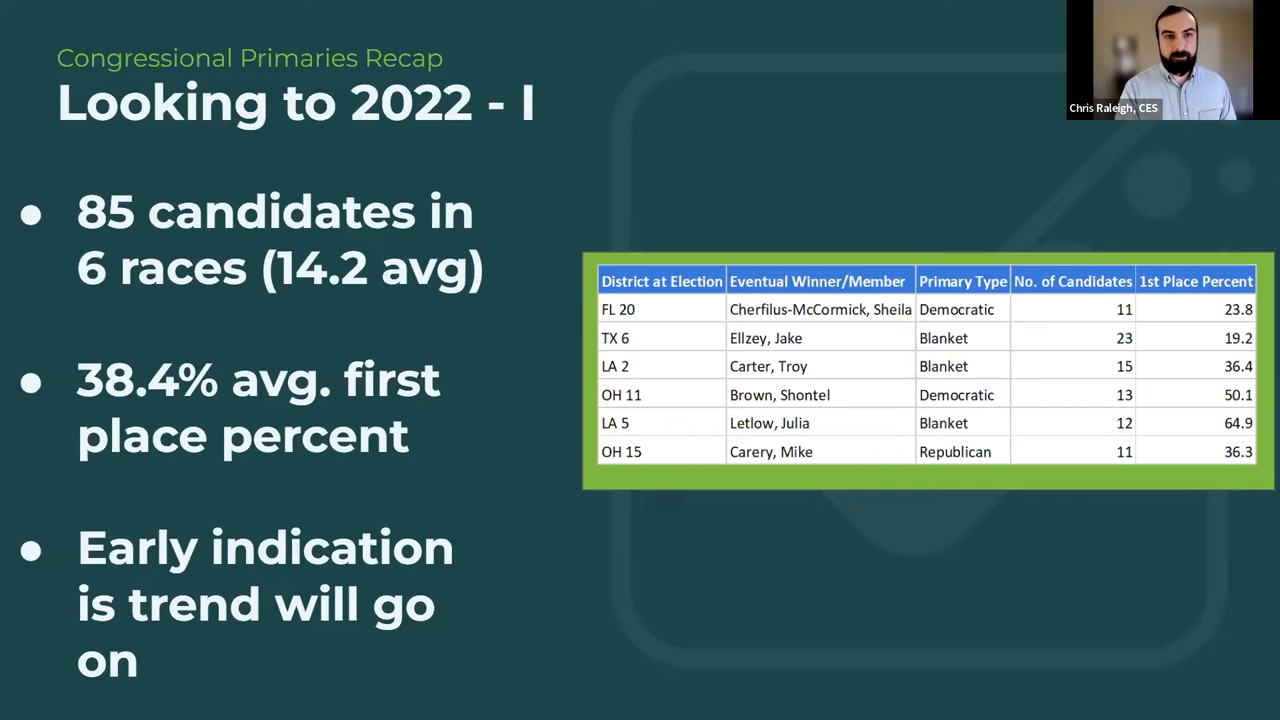 Congressional Primaries Recap
Looking to 2022 - I
Chris Raleigh, CES
● 85 candidates in
6 races (14.2 avg)
● 38.4% avg. first
place percent
● Early indication
is trend will go
on
District at Election Eventual Winner/Member Primary Type No. of Candidates 1st Place Percent
FL 20 Cherfilus-McCormick, Sheila Democratic 11 23.8
TX 6 Ellzey, Jake Blanket 23 19.2
LA 2 Carter, Troy Blanket 15 36.4
OH 11 Brown, Shontel Democratic 13 50.1
LA 5 Letlow, Julia Blanket 12 64.9
OH 15 Carery, Mike Republican 11 36.3